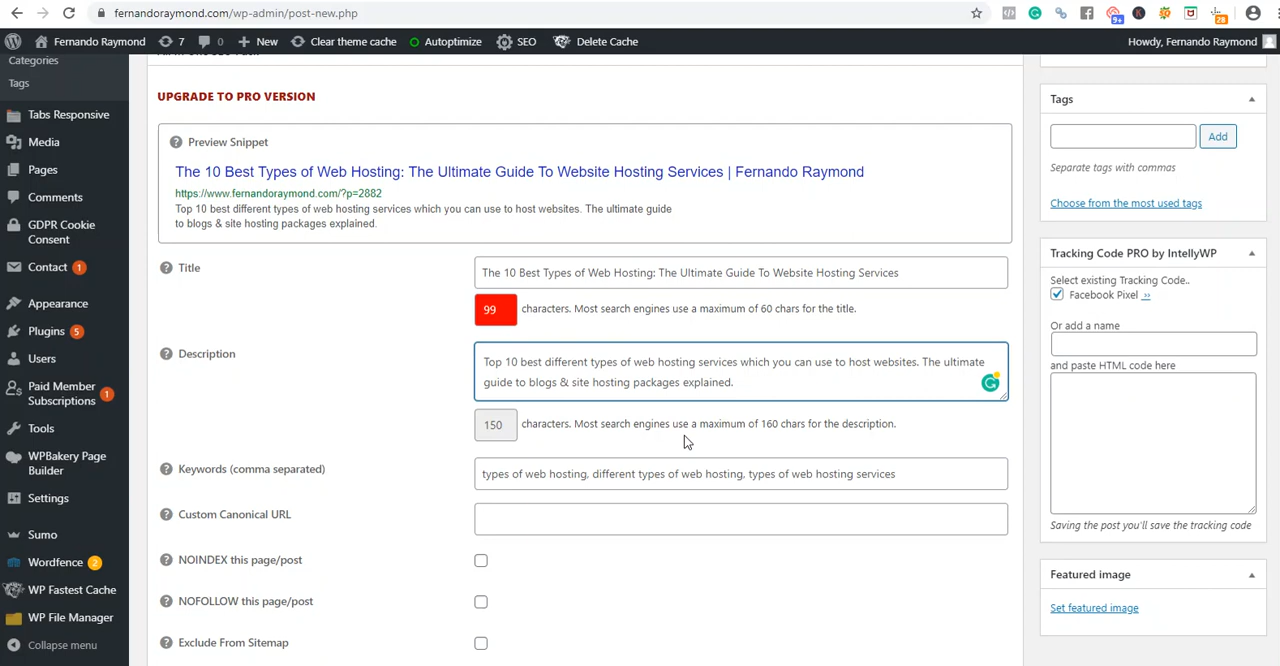 fernandoraymond.com/wp-admin/post-new.php
9+
28
Fernando Raymond
7
0
New
Clear theme cache
Autoptimize
SEO
Delete Cache
Howdy, Fernando Raymond
Categories
Tags
Tabs Responsive
Media
Pages
Comments
GDPR Cookie
Consent
Contact 1
Appearance
Plugins 5
Users
Paid Member
Subscriptions 1
Tools
WPBakery Page
Builder
Settings
Sumo
Wordfence 2
WP Fastest Cache
WP File Manager
Collapse menu
UPGRADE TO PRO VERSION
Preview Snippet
The 10 Best Types of Web Hosting: The Ultimate Guide To Website Hosting Services | Fernando Raymond
https://www.fernandoraymond.com/?p=2882
Top 10 best different types of web hosting services which you can use to host websites. The ultimate guide
to blogs & site hosting packages explained.
Title
The 10 Best Types of Web Hosting: The Ultimate Guide To Website Hosting Services
99 characters. Most search engines use a maximum of 60 chars for the title.
Description
Top 10 best different types of web hosting services which you can use to host websites. The ultimate
guide to blogs & site hosting packages explained.
150 characters. Most search engines use a maximum of 160 chars for the description.
Keywords (comma separated)
types of web hosting, different types of web hosting, types of web hosting services
Custom Canonical URL
NOINDEX this page/post
NOFOLLOW this page/post
Exclude From Sitemap
Tags
Add
Separate tags with commas
Choose from the most used tags
Tracking Code PRO by IntellyWP
Select existing Tracking Code..
Facebook Pixel »
Or add a name
and paste HTML code here
Saving the post you'll save the tracking code
Featured image
Set featured image